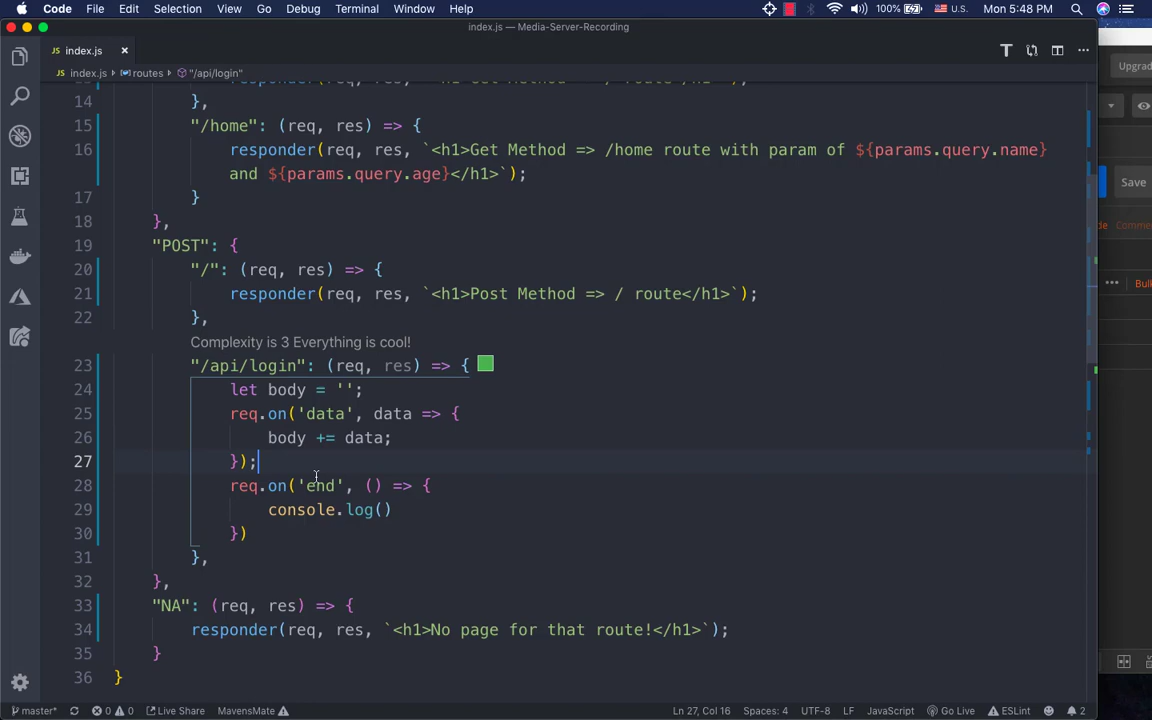 Code File Edit Selection View Go Debug Terminal Window Help 100% U.S. Mon 5:48 PM
index.js — Media-Server-Recording
JS index.js ×
JS index.js › routes › "/api/login"
14 },
15 "/home": (req, res) => {
16 responder(req, res, `<h1>Get Method => /home route with param of ${params.query.name}
and ${params.query.age}</h1>`);
17 }
18 },
19 "POST": {
20 "/": (req, res) => {
21 responder(req, res, `<h1>Post Method => / route</h1>`);
22 },
Complexity is 3 Everything is cool!
23 "/api/login": (req, res) => {
24 let body = '';
25 req.on('data', data => {
26 body += data;
27 });
28 req.on('end', () => {
29 console.log()
30 })
31 },
32 },
33 "NA": (req, res) => {
34 responder(req, res, `<h1>No page for that route!</h1>`);
35 }
36 }
master* 0 0 Live Share MavensMate Ln 27, Col 16 Spaces: 4 UTF-8 LF JavaScript Go Live ESLint 2
Upgrad
Save
de Comme
Bulk